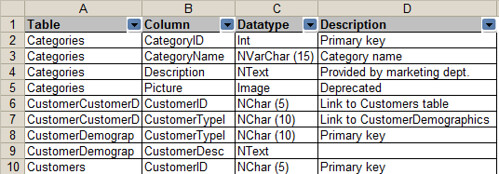 A B C D
1 Table Column Datatype Description
2 Categories CategoryID Int Primary key
3 Categories CategoryName NVarChar (15) Category name
4 Categories Description NText Provided by marketing dept.
5 Categories Picture Image Deprecated
6 CustomerCustomerD CustomerID NChar (5) Link to Customers table
7 CustomerCustomerD CustomerTypeI NChar (10) Link to CustomerDemographics
8 CustomerDemograp CustomerTypeI NChar (10) Primary key
9 CustomerDemograp CustomerDesc NText
10 Customers CustomerID NChar (5) Primary key